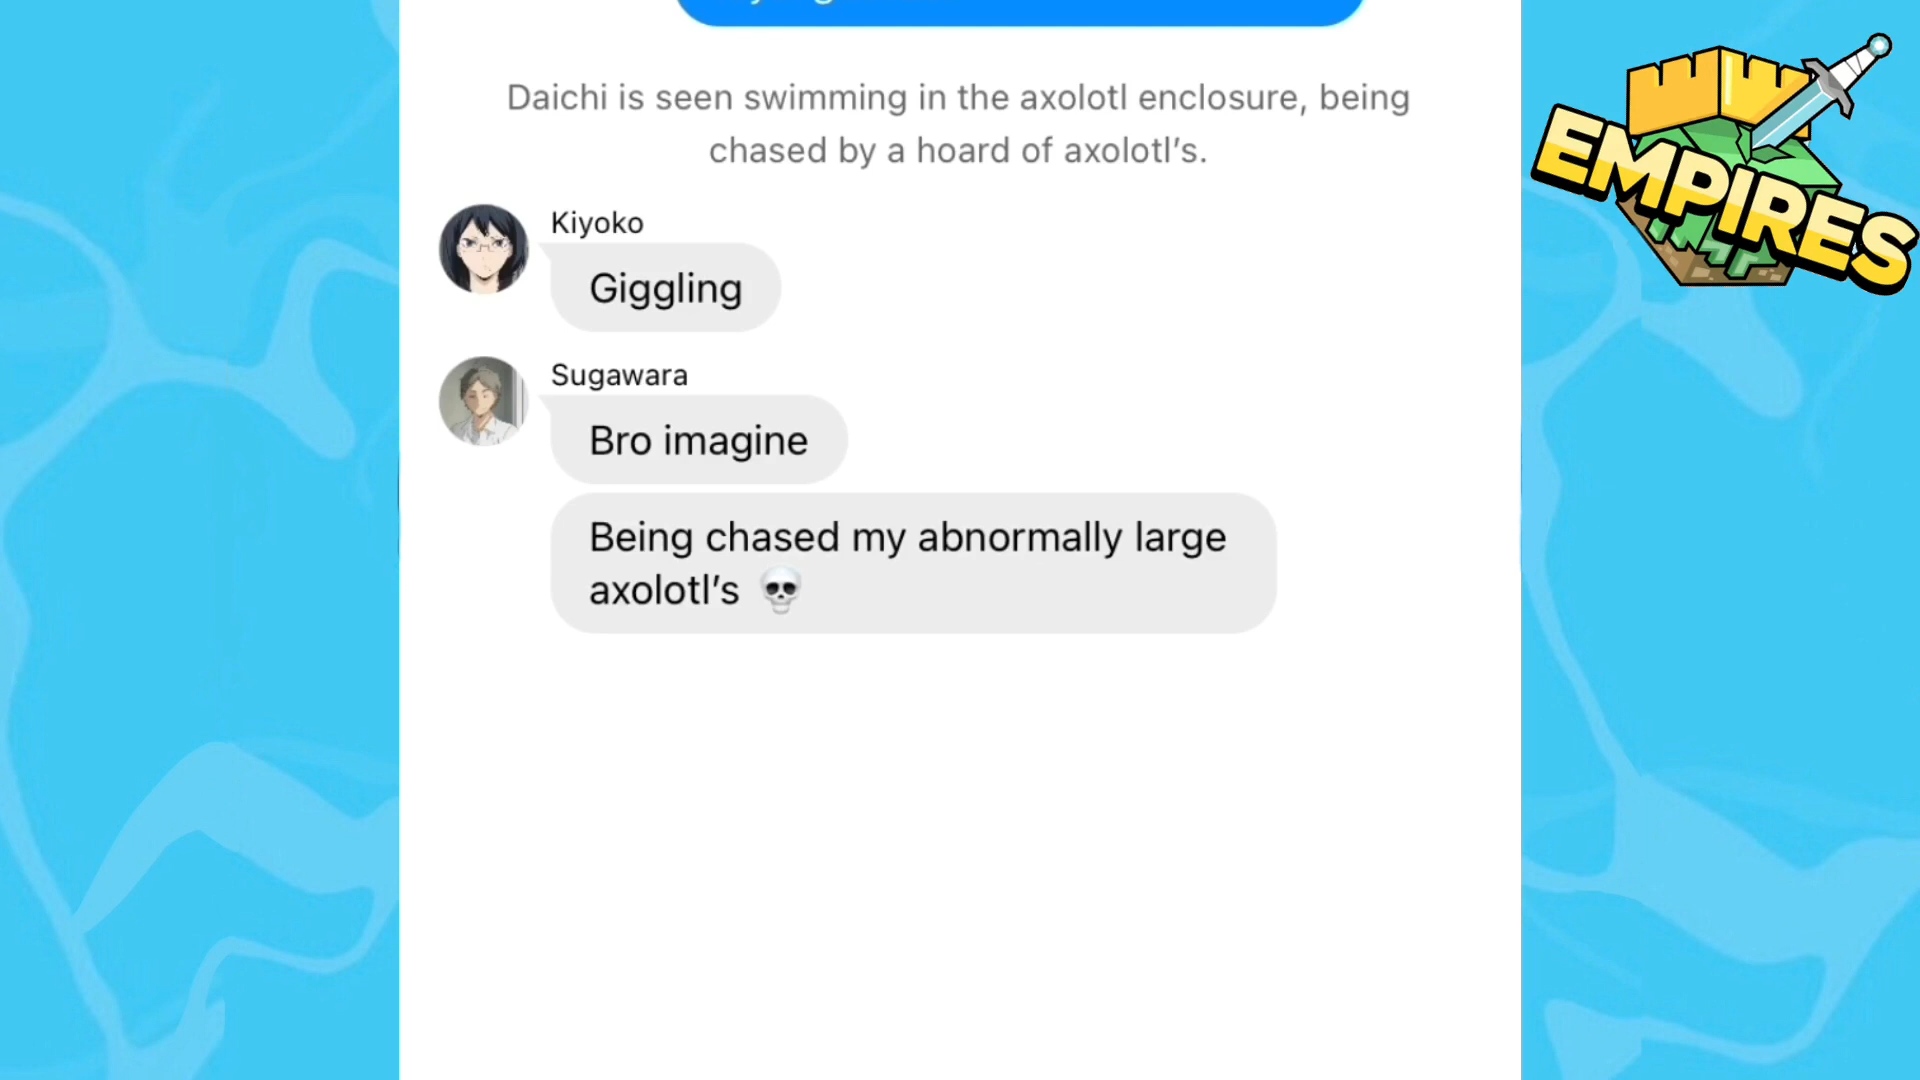 Daichi is seen swimming in the axolotl enclosure, being
chased by a hoard of axolotl’s.
Kiyoko
Giggling
Sugawara
Bro imagine
Being chased my abnormally large
axolotl’s 💀
EMPIRES